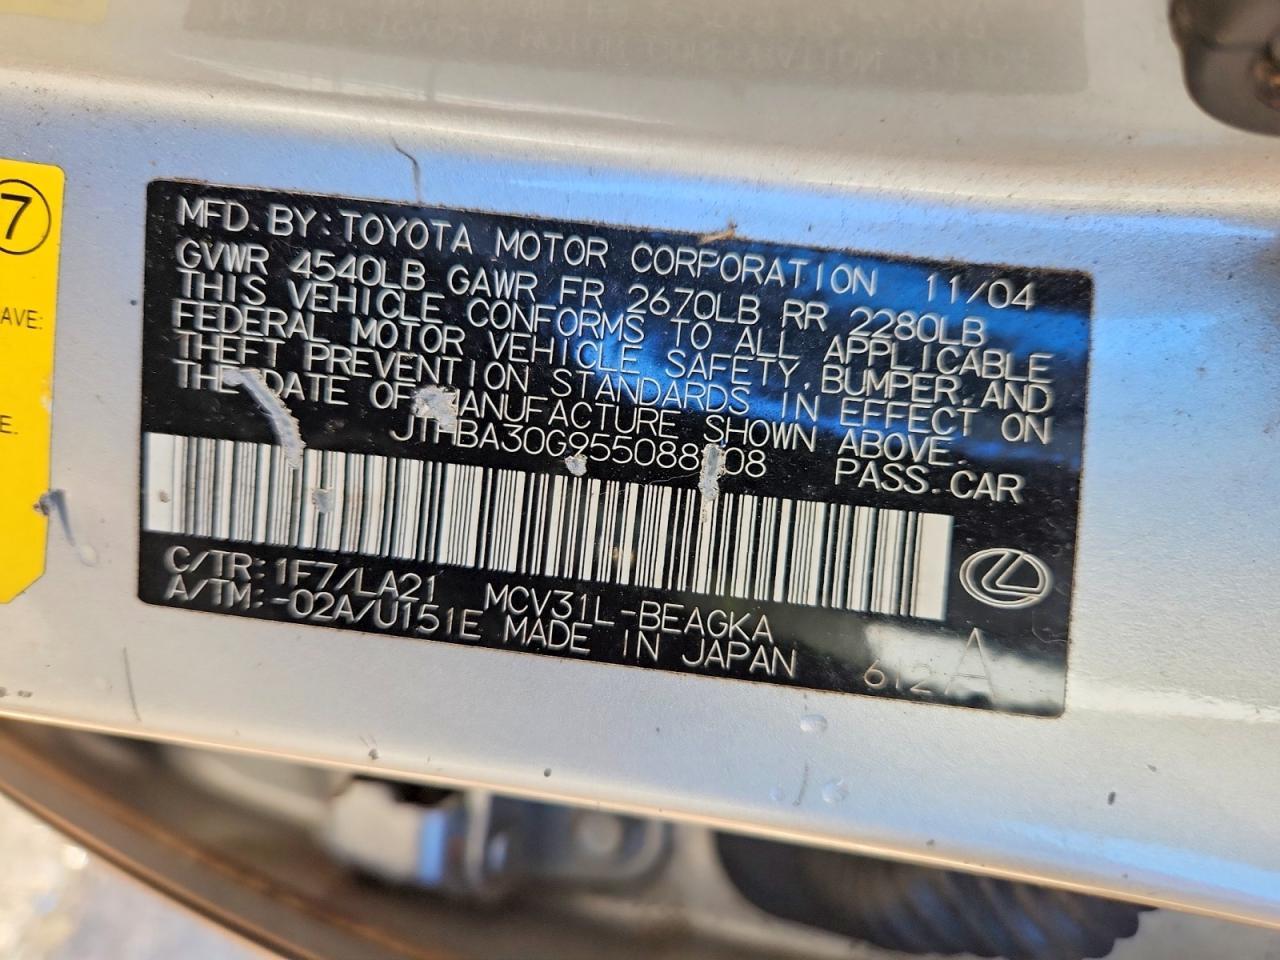 7
AVE:
E.
MFD. BY: TOYOTA MOTOR CORPORATION 11/04
GVWR 4540LB GAWR FR 2670LB RR 2280LB
THIS VEHICLE CONFORMS TO ALL APPLICABLE
FEDERAL MOTOR VEHICLE SAFETY, BUMPER, AND
THEFT PREVENTION STANDARDS IN EFFECT ON
THE DATE OF MANUFACTURE SHOWN ABOVE.
PASS. CAR
C/TR: 1F7/LA21 MCV31L-BEAGKA
A/TM: -02A/U151E MADE IN JAPAN
A